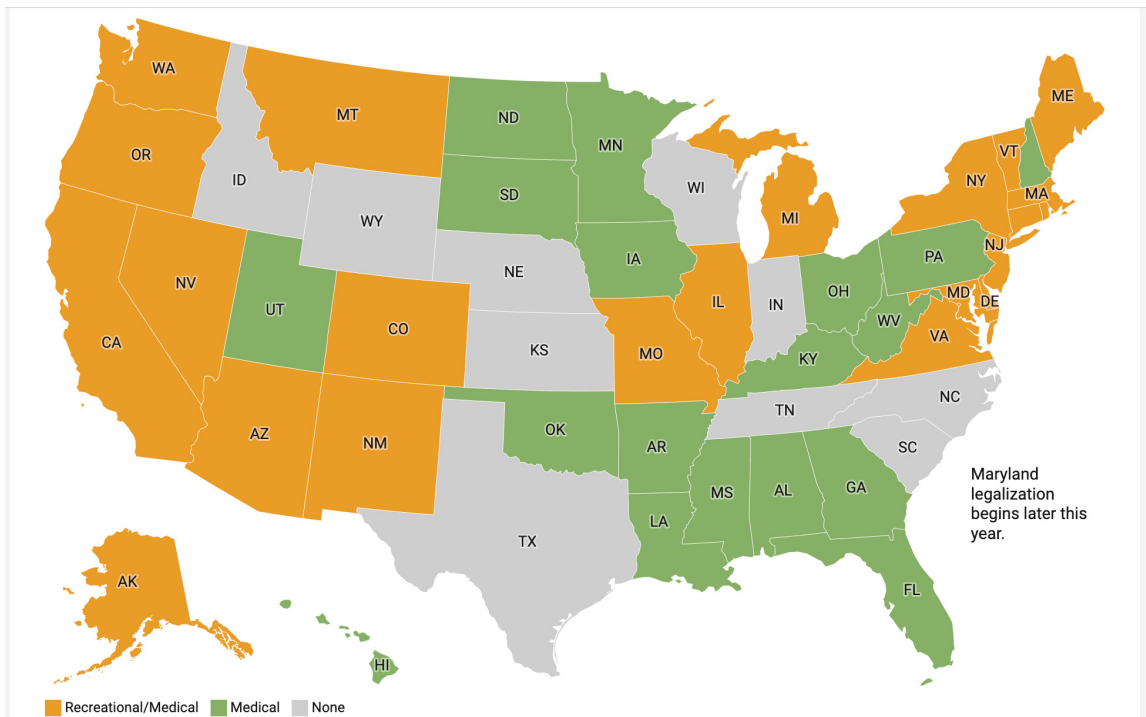 ME
WA
MT
ND
MN
VT
OR
ID
WI
NY
MA
SD
MI
WY
IA
PA
NJ
NE
NV
IL
IN
OH
MD
DE
UT
WV
CO
VA
CA
KS
MO
KY
NC
TN
AZ
NM
OK
AR
SC
MS
AL
GA
Maryland
legalization
begins later this
year.
LA
TX
AK
FL
HI
Recreational/Medical
Medical
None